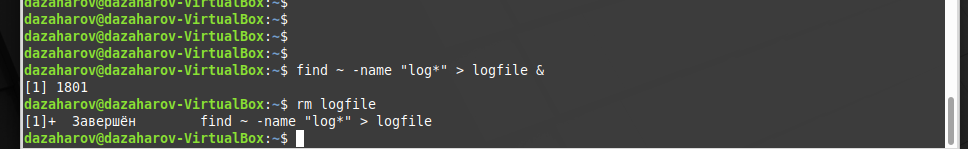 dazaharov@dazaharov-VirtualBox:~$
dazaharov@dazaharov-VirtualBox:~$
dazaharov@dazaharov-VirtualBox:~$
dazaharov@dazaharov-VirtualBox:~$
dazaharov@dazaharov-VirtualBox:~$ find ~ -name "log*" > logfile &
[1] 1801
dazaharov@dazaharov-VirtualBox:~$ rm logfile
[1]+  Завершён        find ~ -name "log*" > logfile
dazaharov@dazaharov-VirtualBox:~$